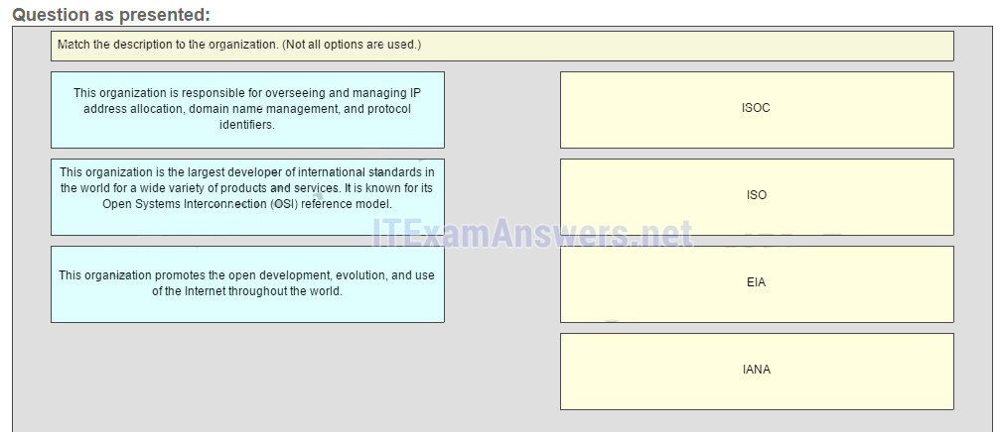 Question as presented:
Match the description to the organization. (Not all options are used.)
This organization is responsible for overseeing and managing IP
address allocation, domain name management, and protocol
identifiers.
ISOC
This organization is the largest developer of international standards in
the world for a wide variety of products and services. It is known for its
Open Systems Interconnection (OSI) reference model.
ISO
ITExamAnswers.net
This organization promotes the open development, evolution, and use
of the Internet throughout the world.
EIA
IANA